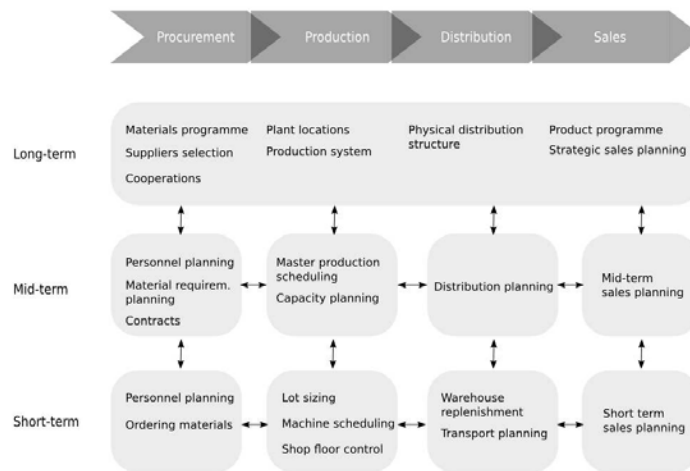 Procurement
Production
Distribution
Sales
Long-term
Materials programme
Suppliers selection
Cooperations
Plant locations
Production system
Physical distribution
structure
Product programme
Strategic sales planning
Mid-term
Personnel planning
Material requirem.
planning
Contracts
Master production
scheduling
Capacity planning
Distribution planning
Mid-term
sales planning
Short-term
Personnel planning
Ordering materials
Lot sizing
Machine scheduling
Shop floor control
Warehouse
replenishment
Transport planning
Short term
sales planning